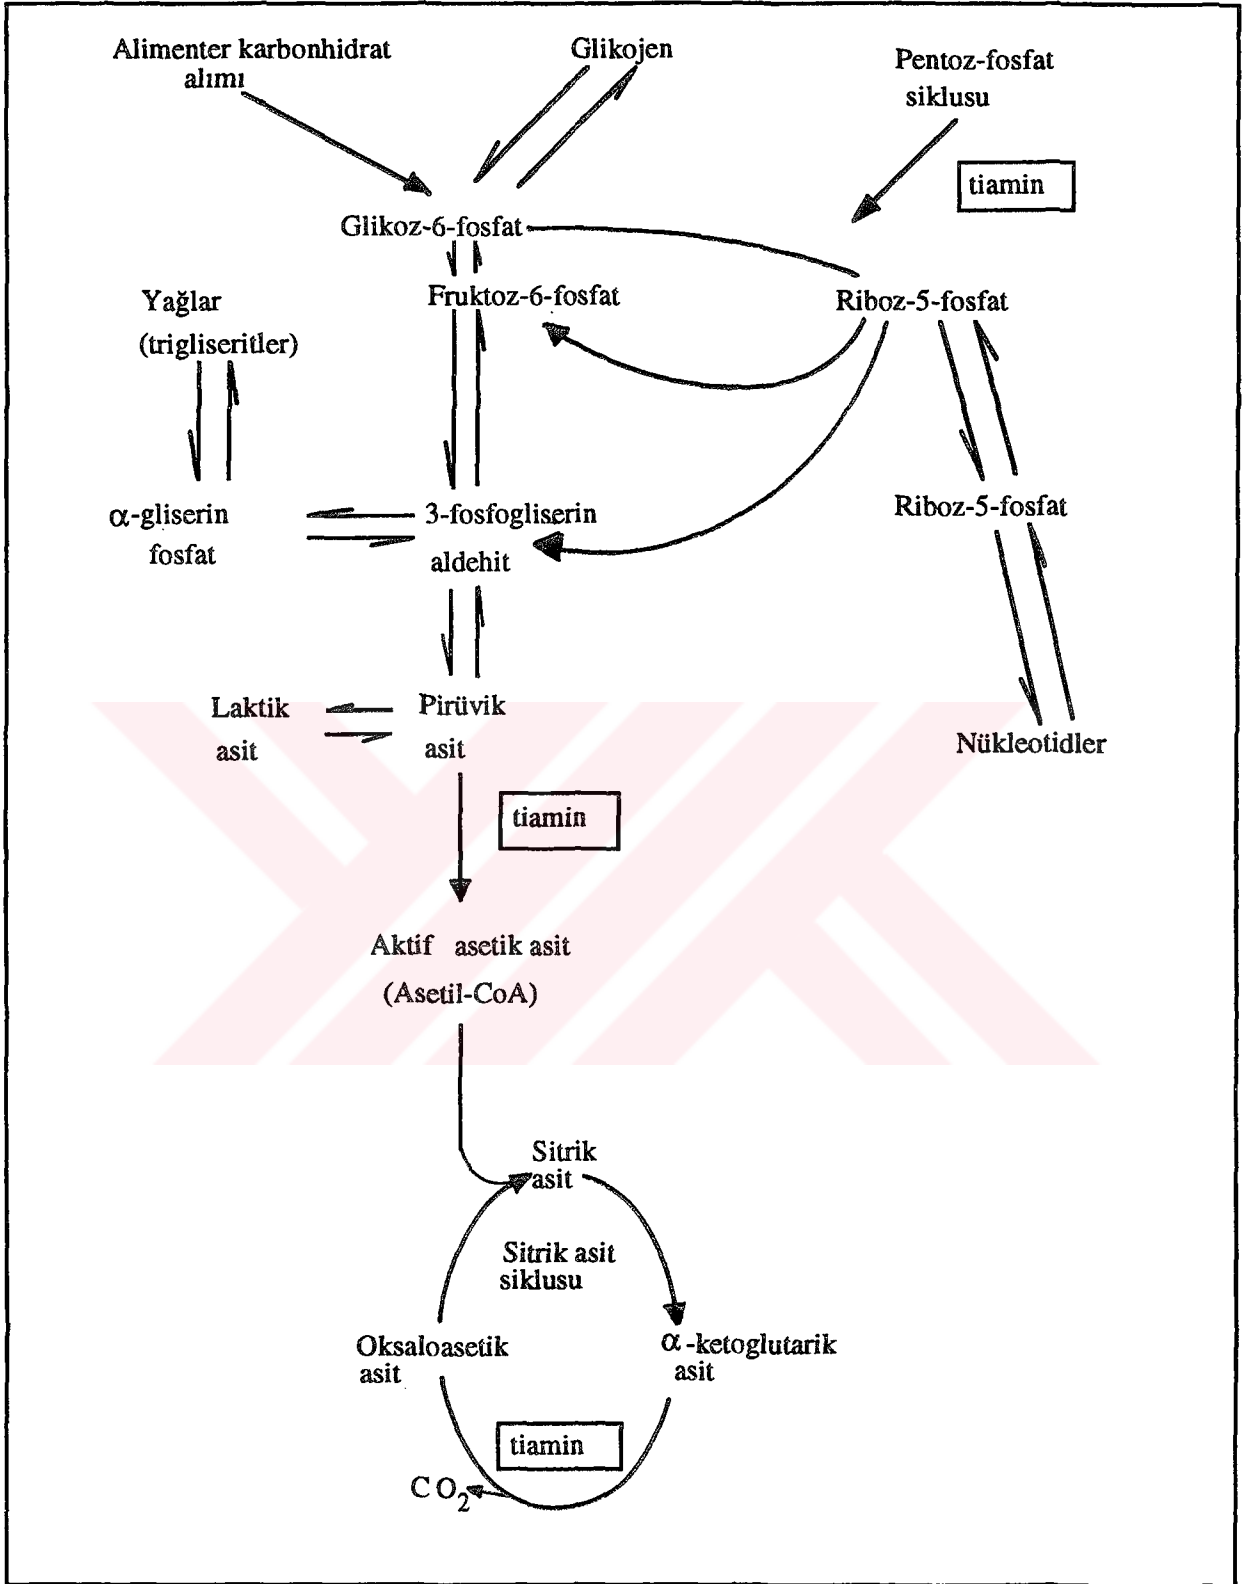 Alimenter karbonhidrat
alımı
Glikojen
Pentoz-fosfat
siklusu
tiamin
Glikoz-6-fosfat
Yağlar
(trigliseritler)
Fruktoz-6-fosfat
Riboz-5-fosfat
α-gliserin
fosfat
3-fosfogliserin
aldehit
Riboz-5-fosfat
Laktik
asit
Pirüvik
asit
Nükleotidler
tiamin
Aktif asetik asit
(Asetil-CoA)
Sitrik
asit
Sitrik asit
siklusu
Oksaloasetik
asit
α-ketoglutarik
asit
tiamin
CO₂